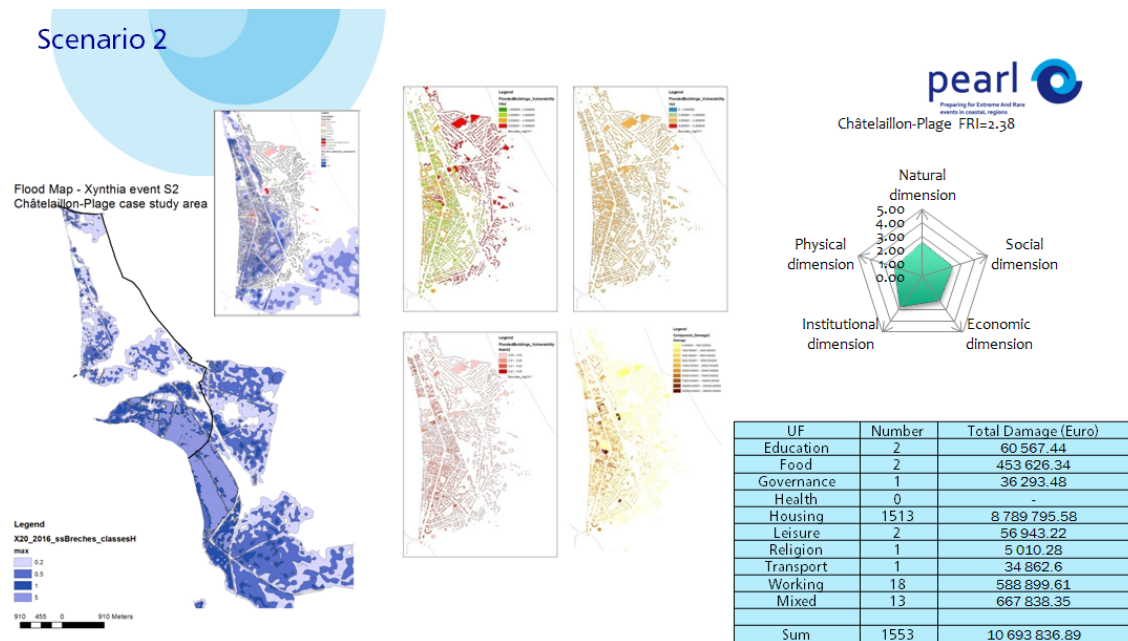 Scenario 2
pearl
Preparing for Extreme And Rare
events in coastal regions
Châtelaillon-Plage FRI=2.38
Flood Map - Xynthia event S2
Châtelaillon-Plage case study area
Legend
X20_2016_ssBreches_classesH
max
0.2
0.5
1
5
910 455 0 910 Meters
Legend
FloodedBuildings_Vulnerability
Legend
FloodedBuildings_Vulnerability
Legend
FloodedBuildings_Vulnerability
Legend
Component_Damage2
Damage
Natural
dimension
5.00
4.00
3.00
2.00
1.00
0.00
Social
dimension
Economic
dimension
Institutional
dimension
Physical
dimension
UF Number Total Damage (Euro)
Education 2 60 567.44
Food 2 453 626.34
Governance 1 36 293.48
Health 0 -
Housing 1513 8 789 795.58
Leisure 2 56 943.22
Religion 1 5 010.28
Transport 1 34 862.6
Working 18 588 899.61
Mixed 13 667 838.35
Sum 1553 10 693 836.89